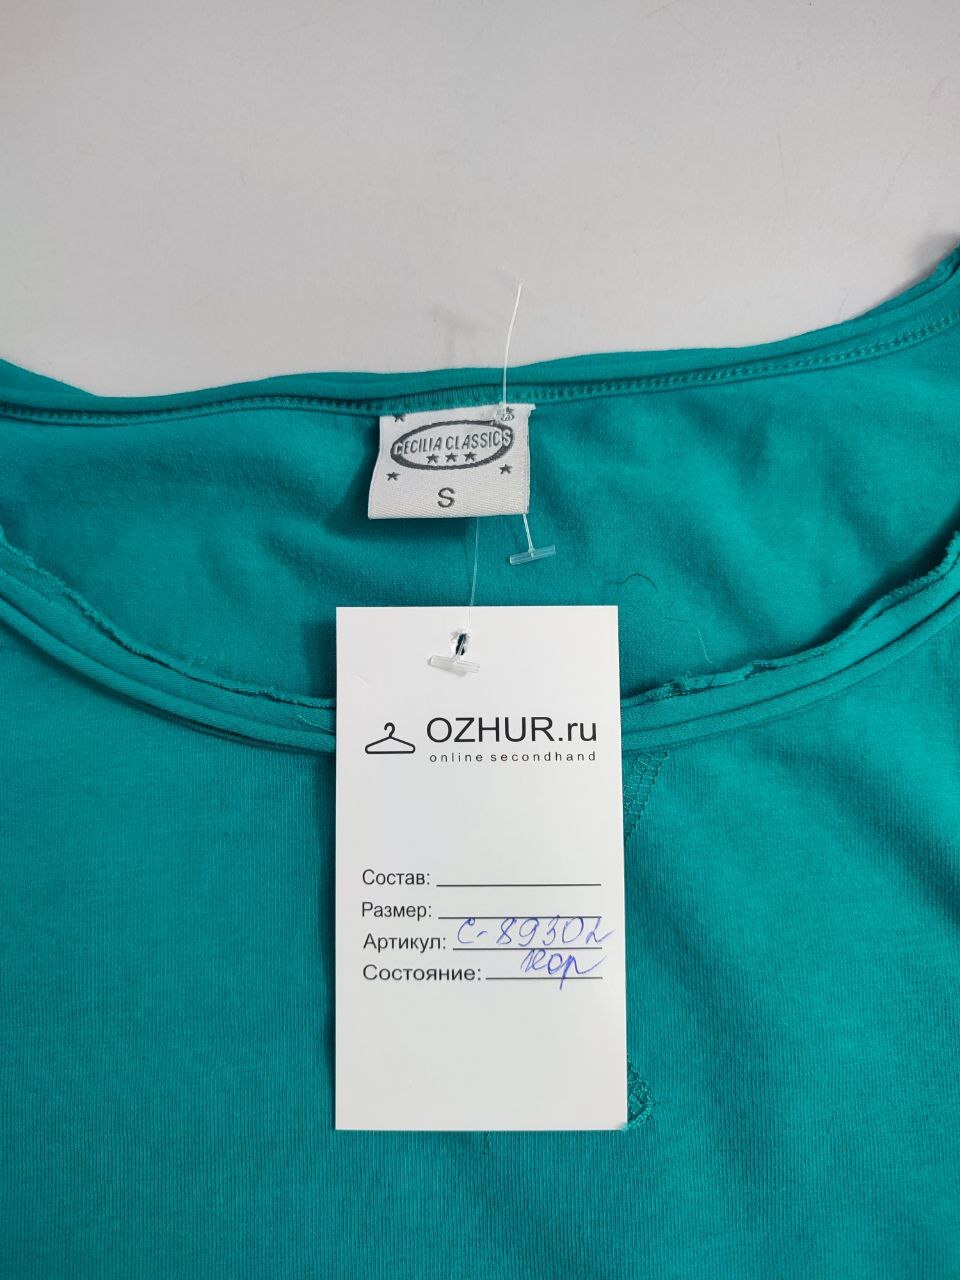 CECILIA CLASSICS
S
OZHUR.ru
online secondhand
Состав:
Размер:
Артикул: С-89302
Состояние: хор